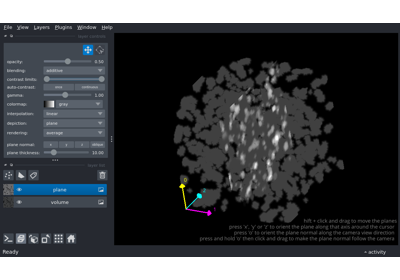 File View Layers Plugins Window Help
layer controls
opacity: 0.50
blending: additive
contrast limits:
auto-contrast: once continuous
gamma: 1.00
colormap: gray
interpolation: linear
depiction: plane
rendering: average
plane normal: z y x oblique
plane thickness: 10.00
layer list
plane
volume
0
hift + click and drag to move the planes
press 'x', 'y' or 'z' to orient the plane along that axis around the cursor
press 'o' to orient the plane normal along the camera view direction
press and hold 'o' then click and drag to make the plane normal follow the camera
Ready
activity